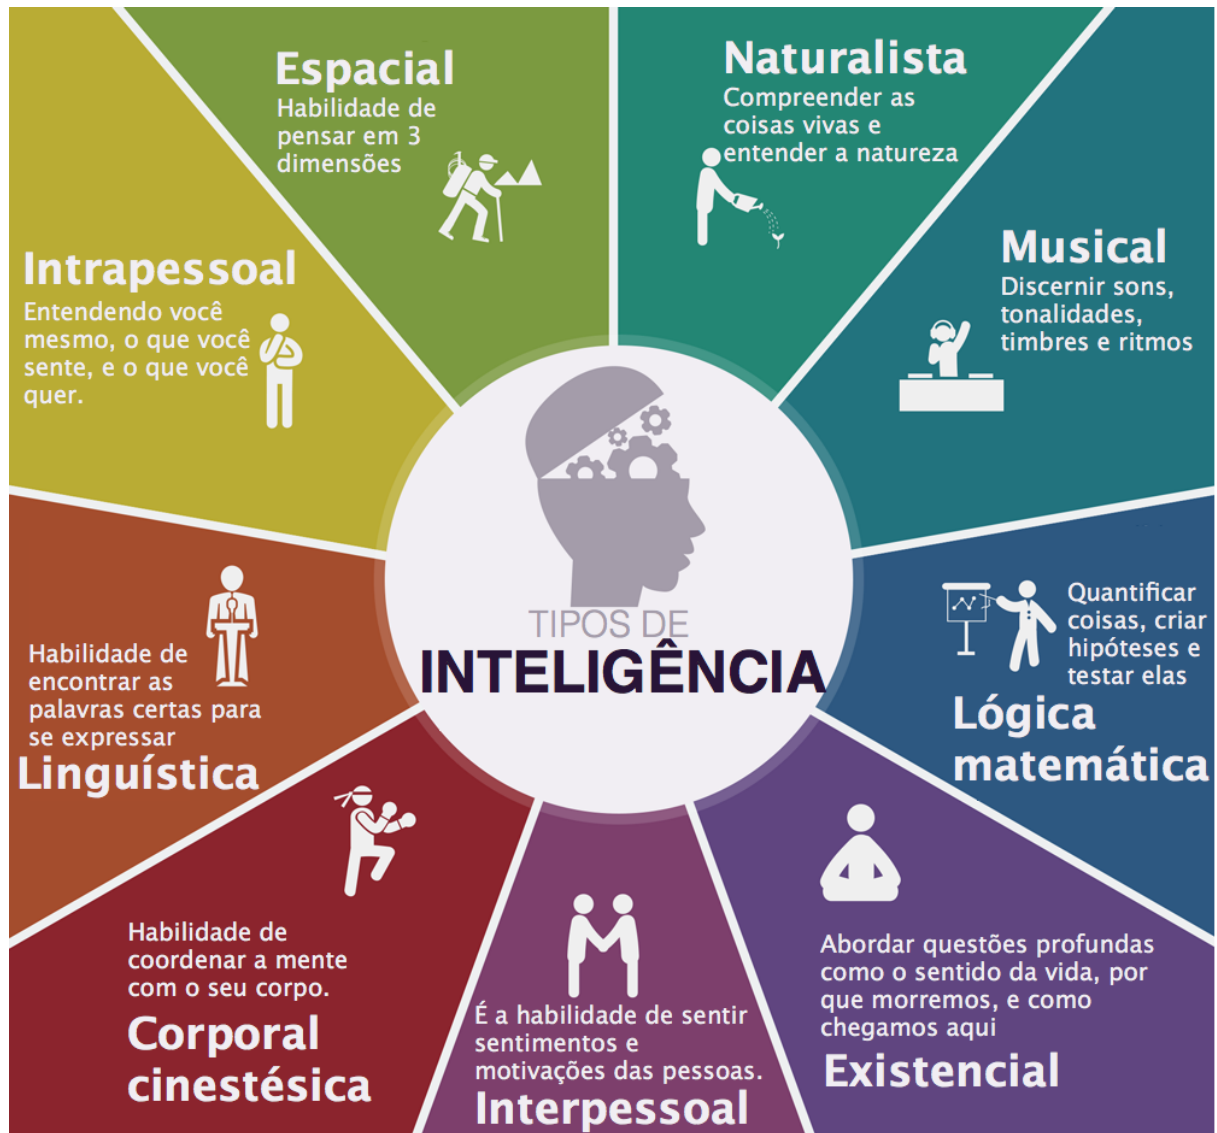 Espacial
Habilidade de
pensar em 3
dimensões
Naturalista
Compreender as
coisas vivas e
entender a natureza
Musical
Discernir sons,
tonalidades,
timbres e ritmos
Intrapessoal
Entendendo você
mesmo, o que você
sente, e o que você
quer.
TIPOS DE
INTELIGÊNCIA
Quantificar
coisas, criar
hipóteses e
testar elas
Lógica
matemática
Habilidade de
encontrar as
palavras certas para
se expressar
Linguística
Habilidade de
coordenar a mente
com o seu corpo.
Corporal
cinestésica
É a habilidade de sentir
sentimentos e
motivações das pessoas.
Interpessoal
Abordar questões profundas
como o sentido da vida, por
que morremos, e como
chegamos aqui
Existencial